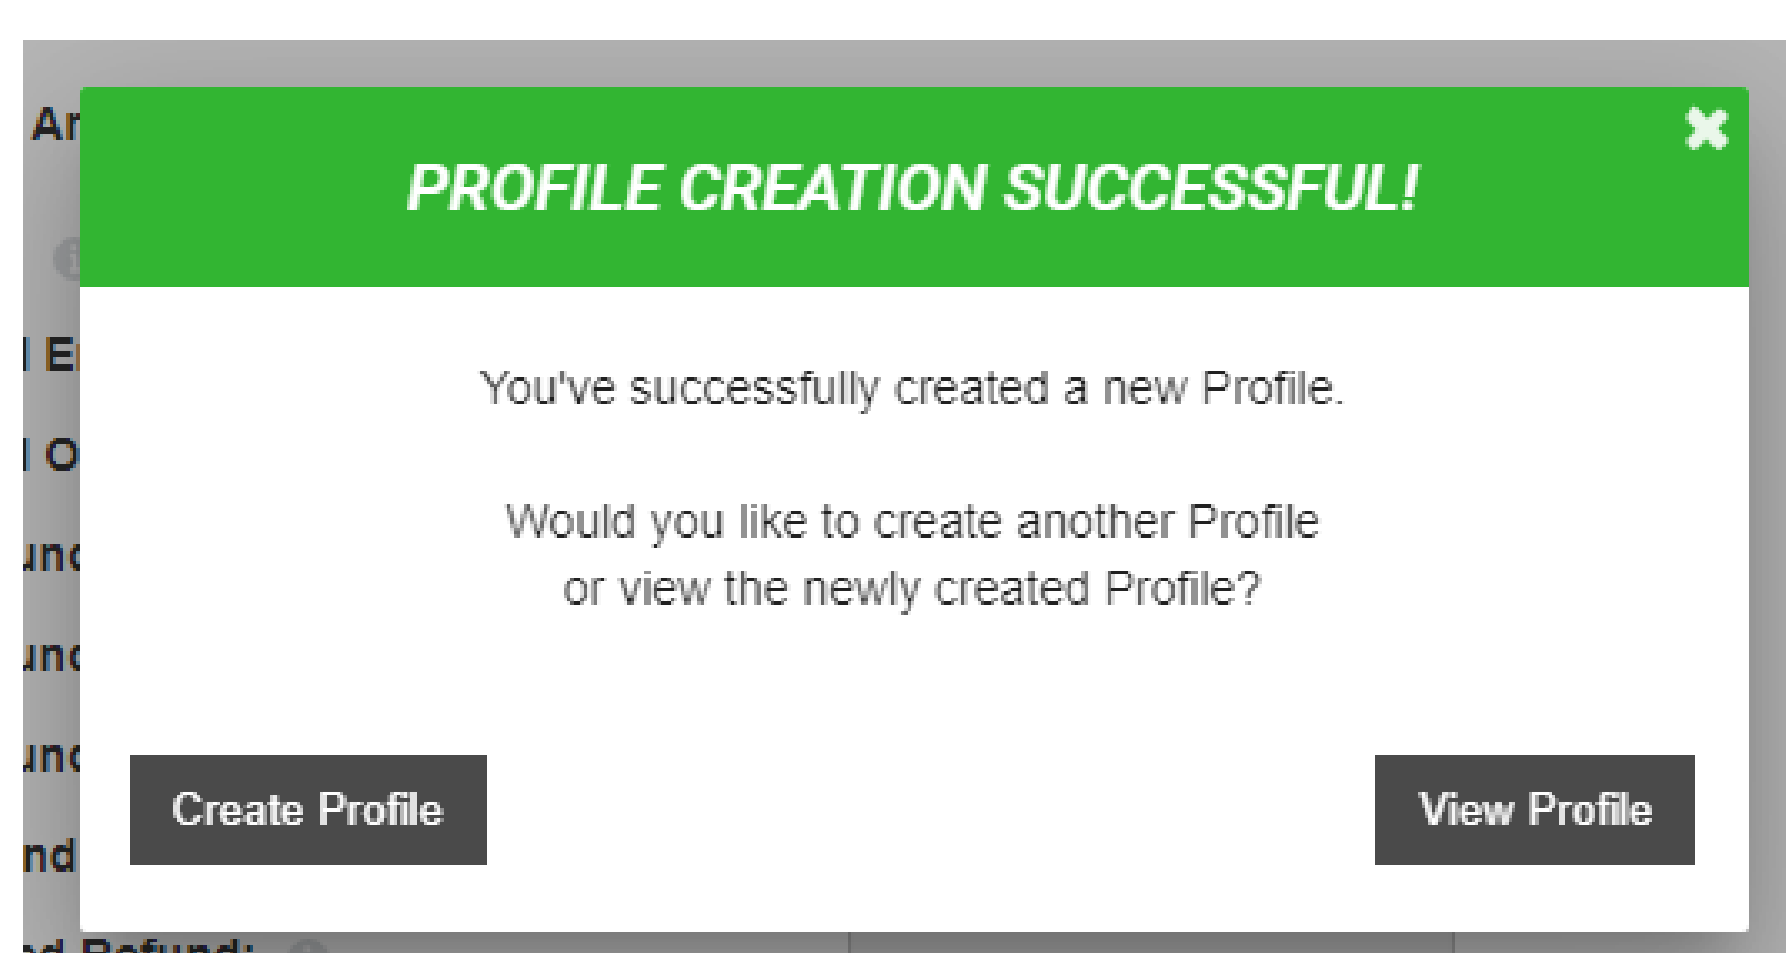 PROFILE CREATION SUCCESSFUL!
You've successfully created a new Profile.
Would you like to create another Profile
or view the newly created Profile?
Create Profile
View Profile
Refund: